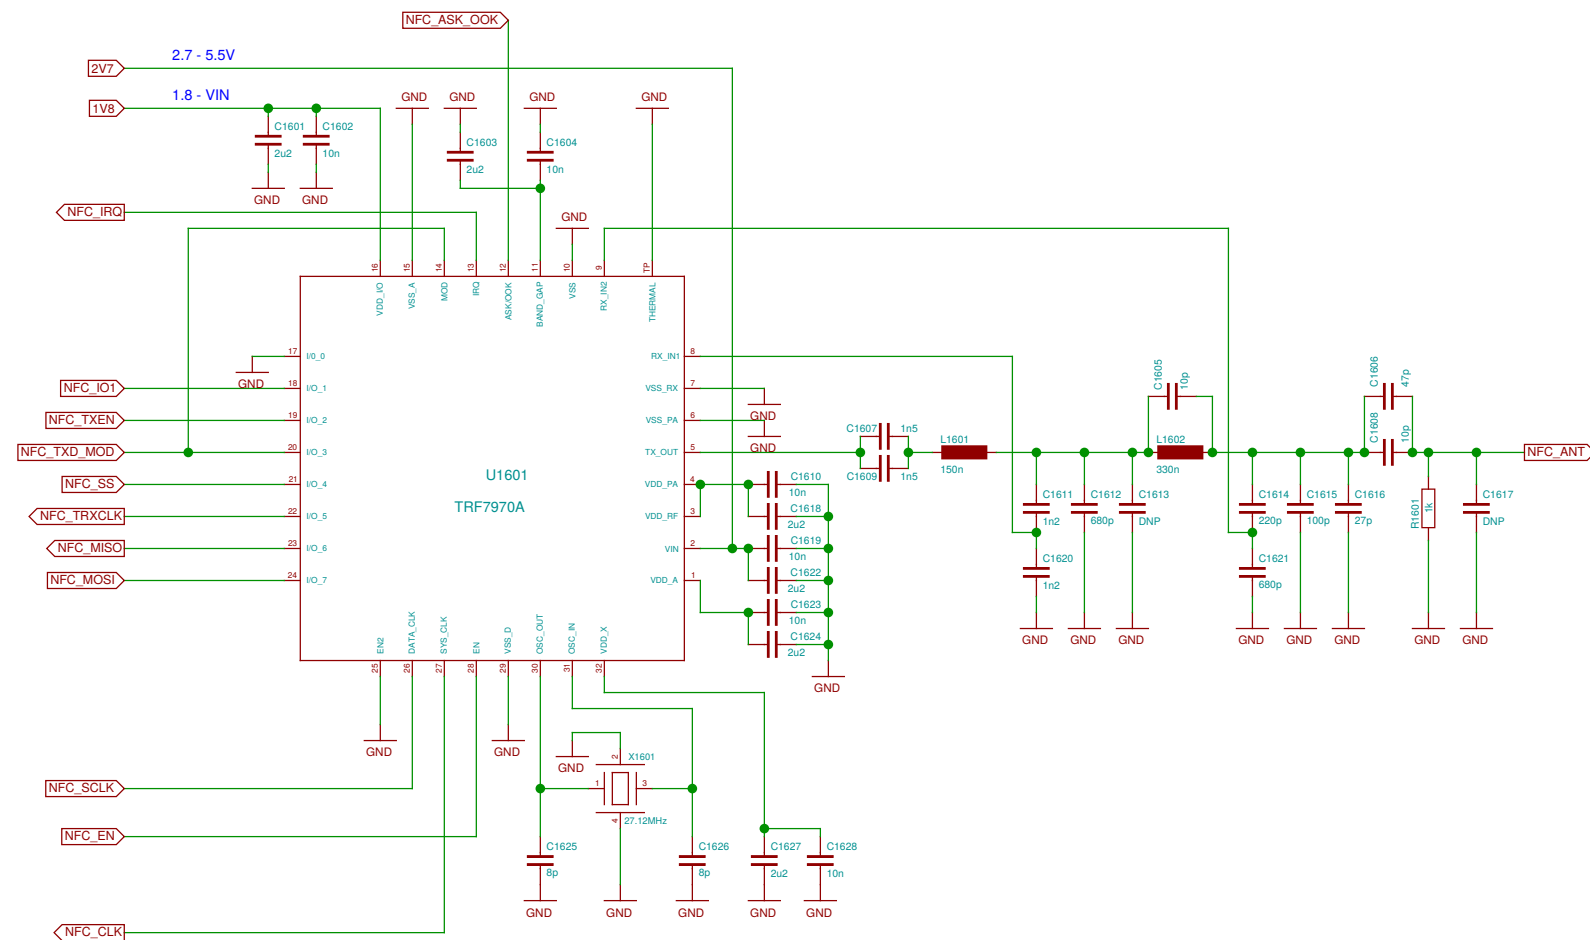 NFC_ASK_OOK
2.7 - 5.5V
2V7
1.8 - VIN
1V8
GND
GND
GND
GND
C1601
2u2
C1602
10n
C1603
2u2
C1604
10n
GND
GND
NFC_IRQ
GND
16
15
14
13
12
11
10
9
TP
VDD_I/O
VSS_A
MOD
IRQ
ASK/OOK
BAND_GAP
VSS
RX_IN2
THERMAL
17
I/0_0
GND
NFC_IO1
18
I/O_1
NFC_TXEN
19
I/O_2
NFC_TXD_MOD
20
I/O_3
NFC_SS
21
I/O_4
NFC_TRXCLK
22
I/O_5
NFC_MISO
23
I/O_6
NFC_MOSI
24
I/O_7
U1601
TRF7970A
RX_IN1
8
VSS_RX
7
GND
VSS_PA
6
GND
TX_OUT
5
VDD_PA
4
VDD_RF
3
VIN
2
VDD_A
1
C1607
1n5
C1609
1n5
L1601
150n
C1605
10p
L1602
330n
C1606
47p
C1608
10p
NFC_ANT
C1610
10n
C1618
2u2
C1619
10n
C1622
2u2
C1623
10n
C1624
2u2
GND
C1611
1n2
C1612
680p
C1613
DNP
C1614
220p
C1615
100p
C1616
27p
R1601
1k
C1617
DNP
C1620
1n2
C1621
680p
GND
GND
GND
GND
GND
GND
GND
GND
EN2
DATA_CLK
SYS_CLK
EN
VSS_D
OSC_OUT
OSC_IN
VDD_X
25
26
27
28
29
30
31
32
GND
GND
GND
X1601
2
1
3
4
27.12MHz
NFC_SCLK
NFC_EN
C1625
8p
C1626
8p
C1627
2u2
C1628
10n
GND
GND
GND
GND
GND
NFC_CLK